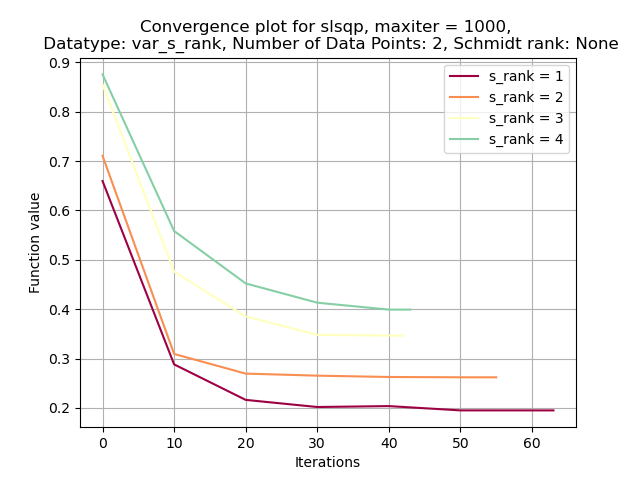 Convergence plot for slsqp, maxiter = 1000,
Datatype: var_s_rank, Number of Data Points: 2, Schmidt rank: None
s_rank = 1
s_rank = 2
s_rank = 3
s_rank = 4
Function value
0.9
0.8
0.7
0.6
0.5
0.4
0.3
0.2
0 10 20 30 40 50 60
Iterations